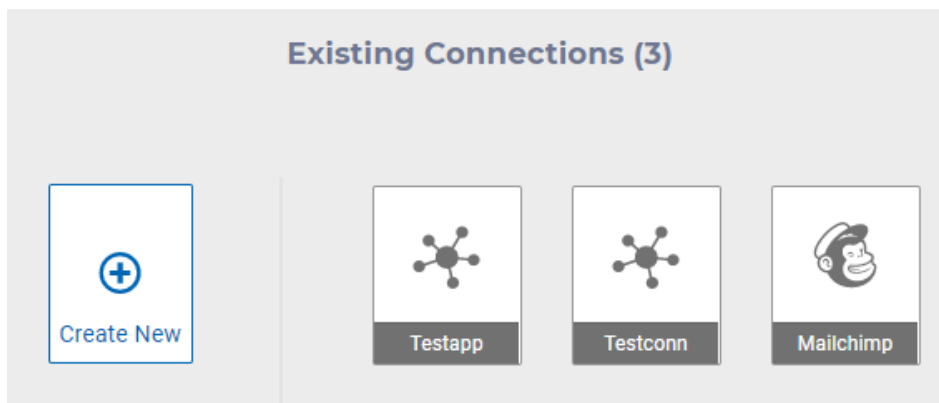 Existing Connections (3)
Create New
Testapp
Testconn
Mailchimp